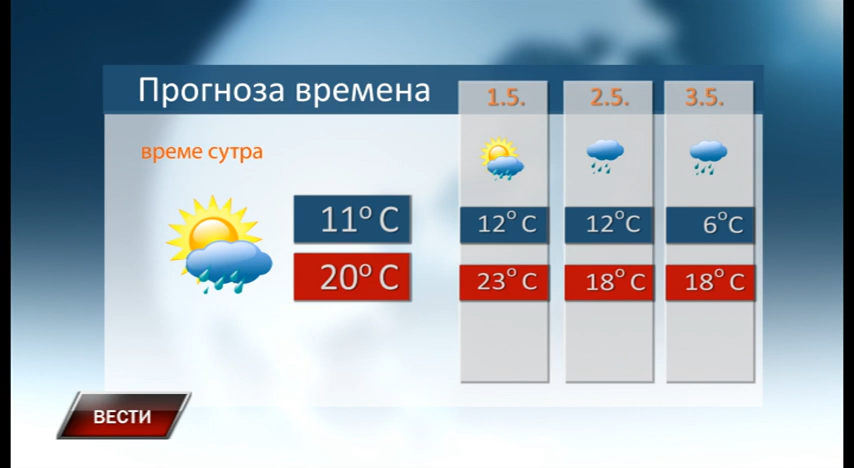 Прогноза времена
време сутра
11° C
20° C
1.5. 2.5. 3.5.
12° C 12°C 6°C
23° C 18° C 18° C
ВЕСТИ